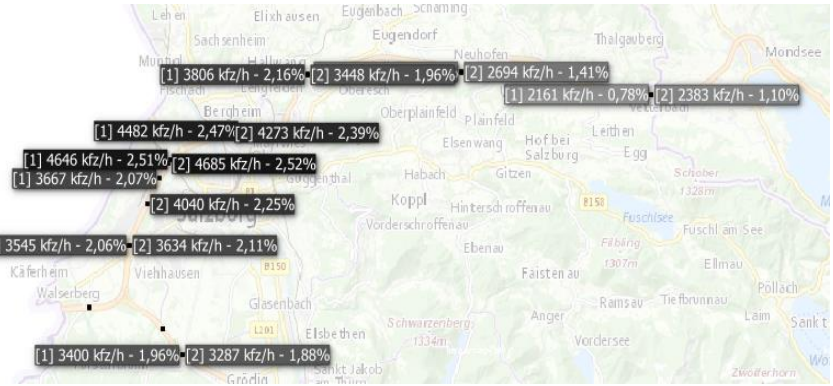 Lehen
Elixhausen
Eugenbach
Schaming
Sachsenheim
Eugendorf
Thalgauberg
Mondsee
Neuhofen
[1] 3806 kfz/h - 2,16%
[2] 3448 kfz/h - 1,96%
[2] 2694 kfz/h - 1,41%
[1] 2161 kfz/h - 0,78%
[2] 2383 kfz/h - 1,10%
Bergheim
Oberplainfeld
Plainfeld
[1] 4482 kfz/h - 2,47%
[2] 4273 kfz/h - 2,39%
Leithen
Elsenwang
Hof bei
Salzburg
Egg
[1] 4646 kfz/h - 2,51%
[2] 4685 kfz/h - 2,52%
[1] 3667 kfz/h - 2,07%
Guggenthal
Habach
Gitzen
Schober
1328m
[2] 4040 kfz/h - 2,25%
Koppl
Hinterschroffenau
B158
Salzburg
Vorderschroffenau
Fuschlsee
Fuschl am See
3545 kfz/h - 2,06%
[2] 3634 kfz/h - 2,11%
Ebenau
Filbling
1307m
Ellmau
Käferheim
Viehhausen
B150
Faistenau
Walserberg
Pöllach
Glasenbach
Ramsau
Tiefbrunnau
Anger
Laim
Sankt
L201
Elsbethen
Schwarzenberg
1334m
Vordersee
[1] 3400 kfz/h - 1,96%
[2] 3287 kfz/h - 1,88%
Grödig
Sankt Jakob
am Thurn
Zwölferhorn